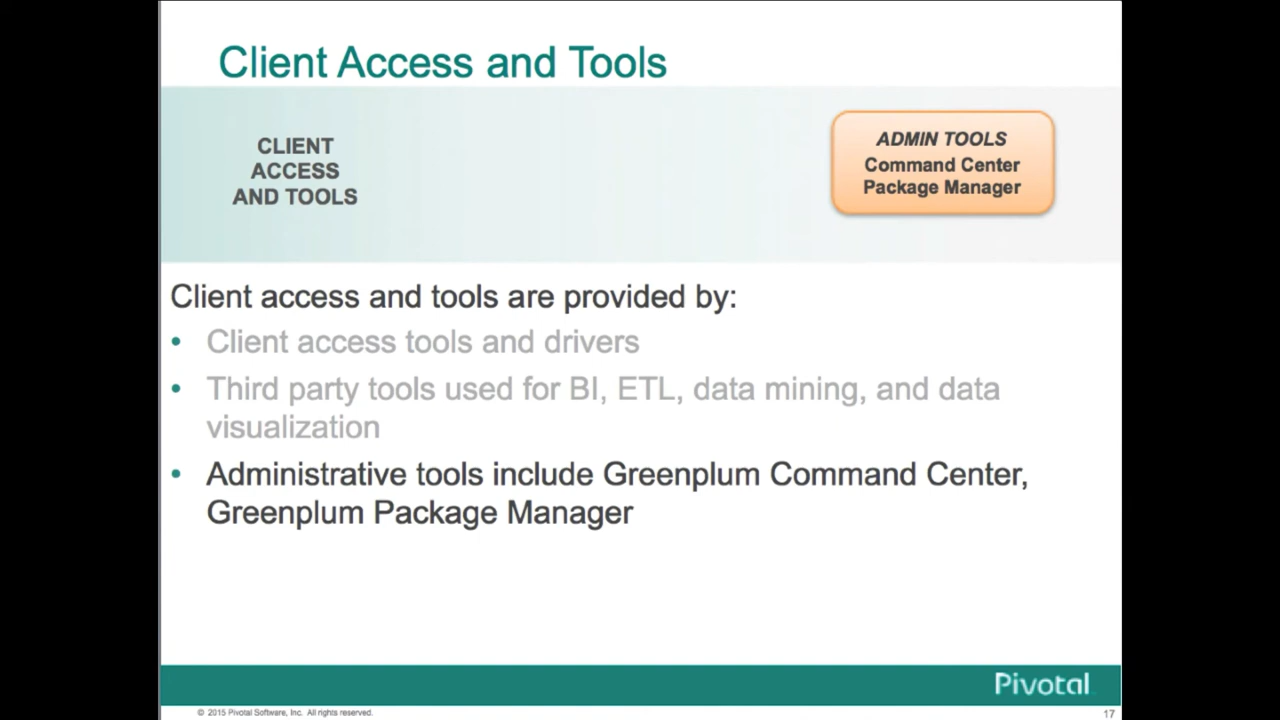 Client Access and Tools
CLIENT
ACCESS
AND TOOLS
ADMIN TOOLS
Command Center
Package Manager
Client access and tools are provided by:
• Client access tools and drivers
• Third party tools used for BI, ETL, data mining, and data
visualization
• Administrative tools include Greenplum Command Center,
Greenplum Package Manager
Pivotal
© 2015 Pivotal Software, Inc. All rights reserved.
17